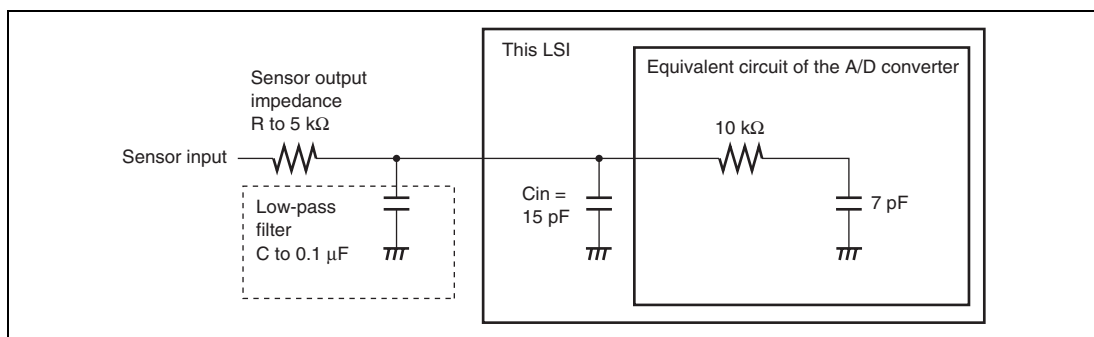 This LSI
Equivalent circuit of the A/D converter
Sensor output
impedance
R to 5 kΩ
10 kΩ
Sensor input
Low-pass
filter
C to 0.1 μF
Cin =
15 pF
7 pF